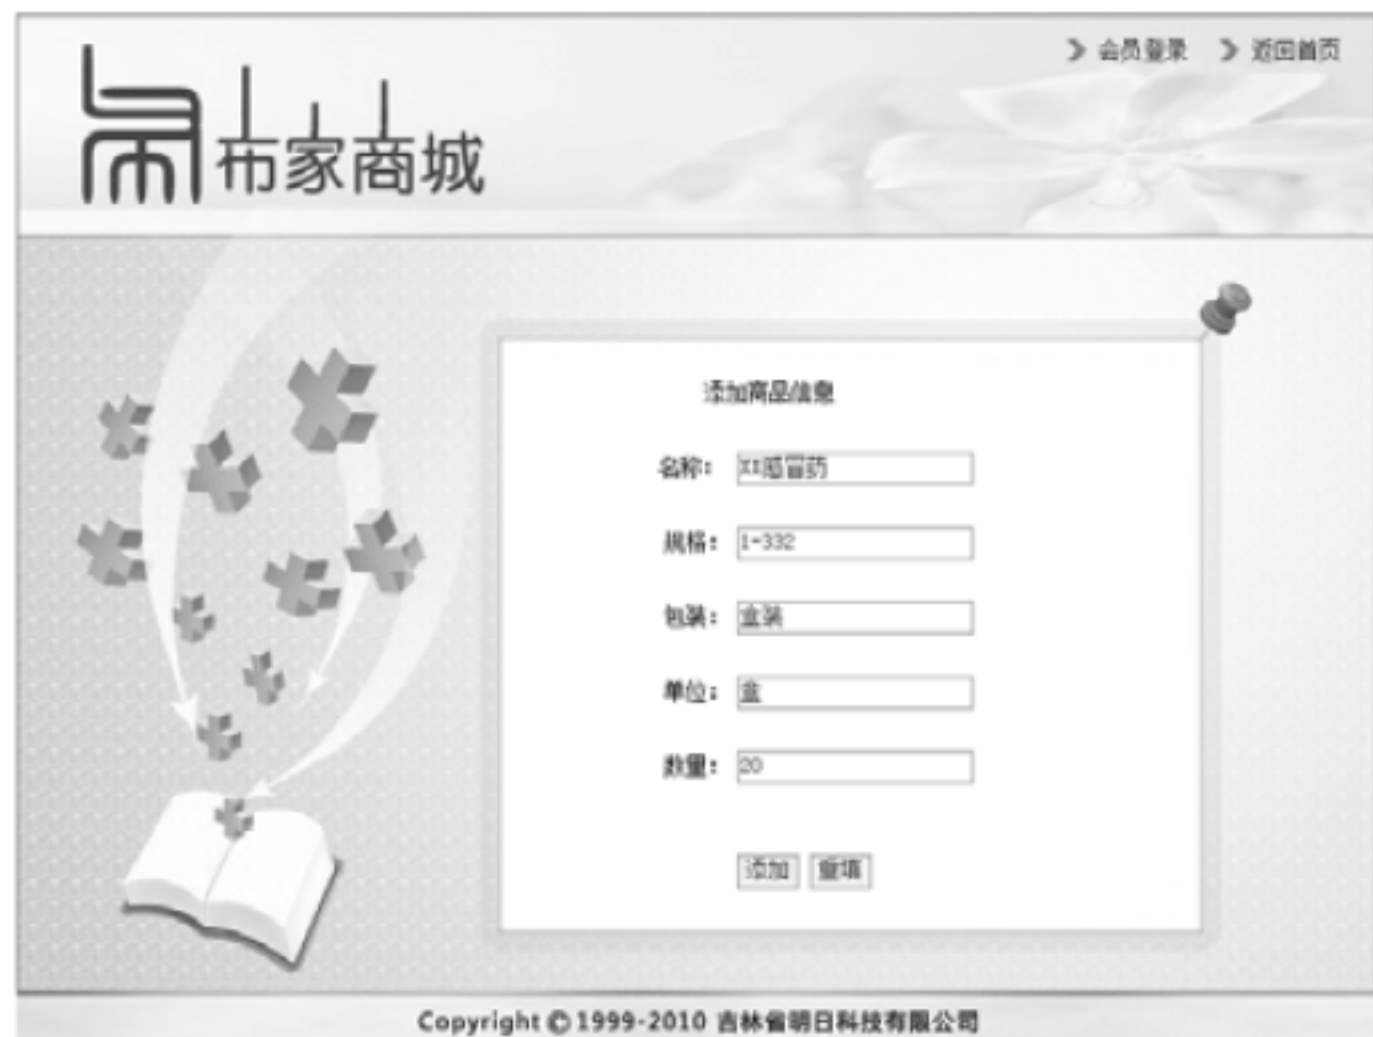 会员登录 返回首页
布家商城
添加商品信息
名称： XX感冒药
规格： 1-332
包装： 盒装
单位： 盒
数量： 20
添加 重填
Copyright © 1999-2010 吉林省明日科技有限公司